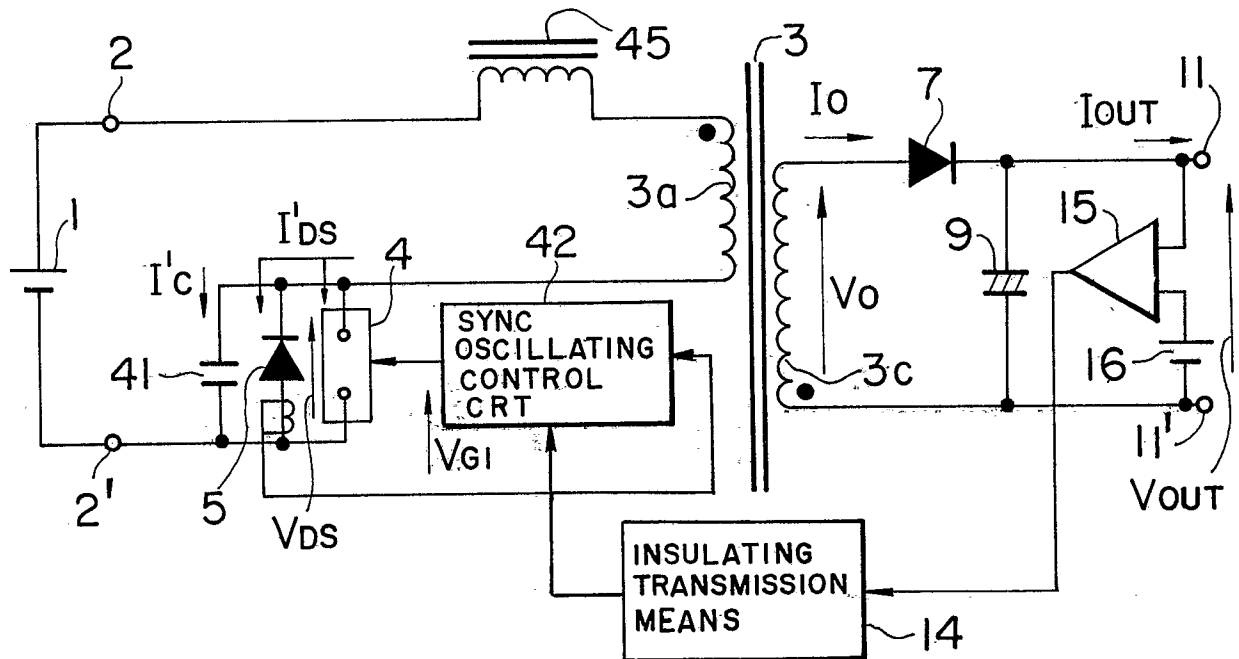 45
3
2
7
11
IO
IOUT
3a
1
I'DS
42
9
15
I'C
4
VO
SYNC
OSCILLATING
CONTROL
CRT
41
16
3c
VG1
2'
5
VDS
11'
VOUT
INSULATING
TRANSMISSION
MEANS
14